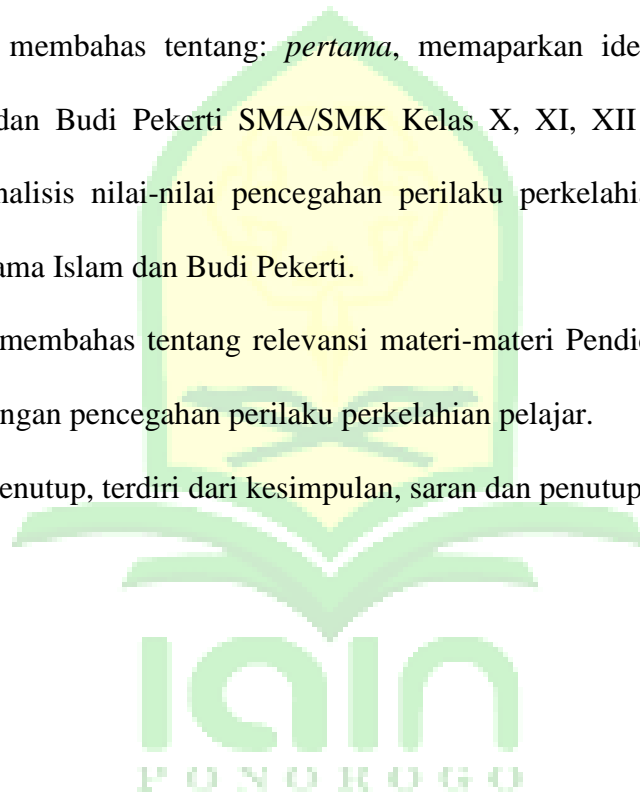 membahas tentang: pertama, memaparkan ide
dan Budi Pekerti SMA/SMK Kelas X, XI, XII
nalisis nilai-nilai pencegahan perilaku perkelahia
ama Islam dan Budi Pekerti.
membahas tentang relevansi materi-materi Pendi
ngan pencegahan perilaku perkelahian pelajar.
enutup, terdiri dari kesimpulan, saran dan penutup
iain
PONOROGO